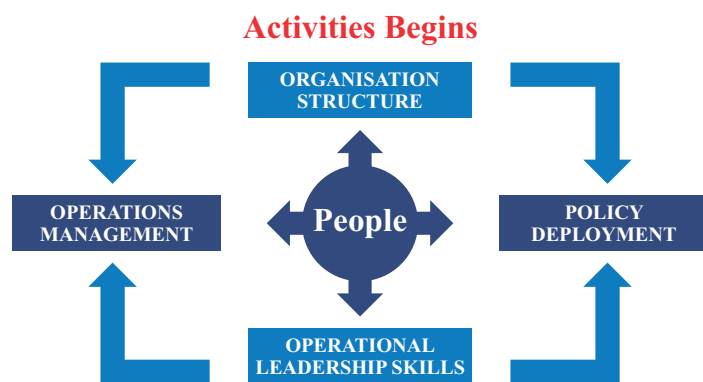 Activities Begins
ORGANISATION
STRUCTURE
OPERATIONS
MANAGEMENT
People
POLICY
DEPLOYMENT
OPERATIONAL
LEADERSHIP SKILLS